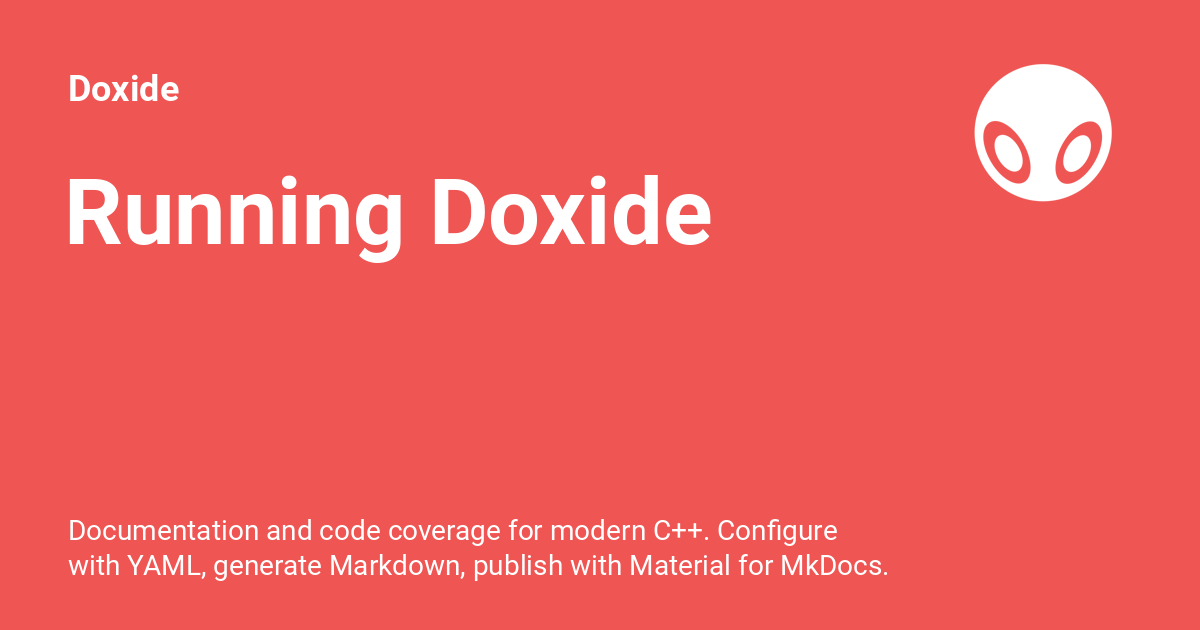 Doxide
Running Doxide
Documentation and code coverage for modern C++. Configure
with YAML, generate Markdown, publish with Material for MkDocs.